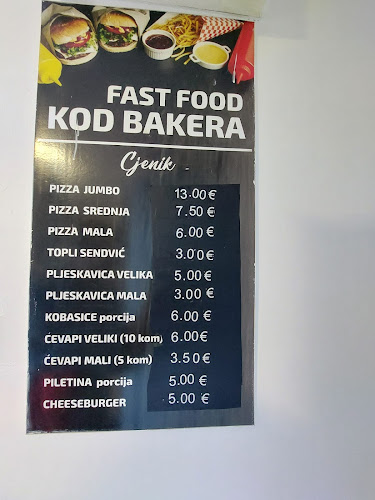 FAST FOOD
KOD BAKERA
Cjenik
PIZZA JUMBO 13.00 €
PIZZA SREDNJA 7.50 €
PIZZA MALA 6.00 €
TOPLI SENDVIĆ 3.00 €
PLJESKAVICA VELIKA 5.00 €
PLJESKAVICA MALA 3.00 €
KOBASICE porcija 6.00 €
ĆEVAPI VELIKI (10 kom) 6.00 €
ĆEVAPI MALI (5 kom) 3.50 €
PILETINA porcija 5.00 €
CHEESEBURGER 5.00 €